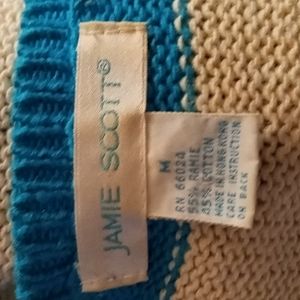 JAMIE SCOTT®
M
RN 66024
55% RAMIE
45% COTTON
MADE IN HONG KONG
CARE INSTRUCTION
ON BACK